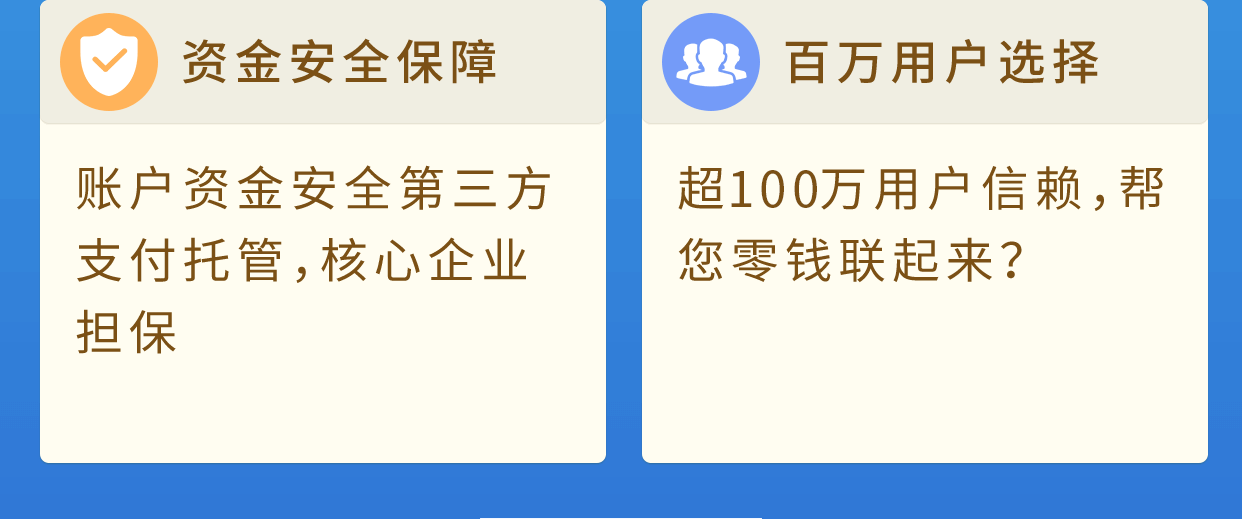 资金安全保障
账户资金安全第三方
支付托管,核心企业
担保
百万用户选择
超100万用户信赖,帮
您零钱联起来?